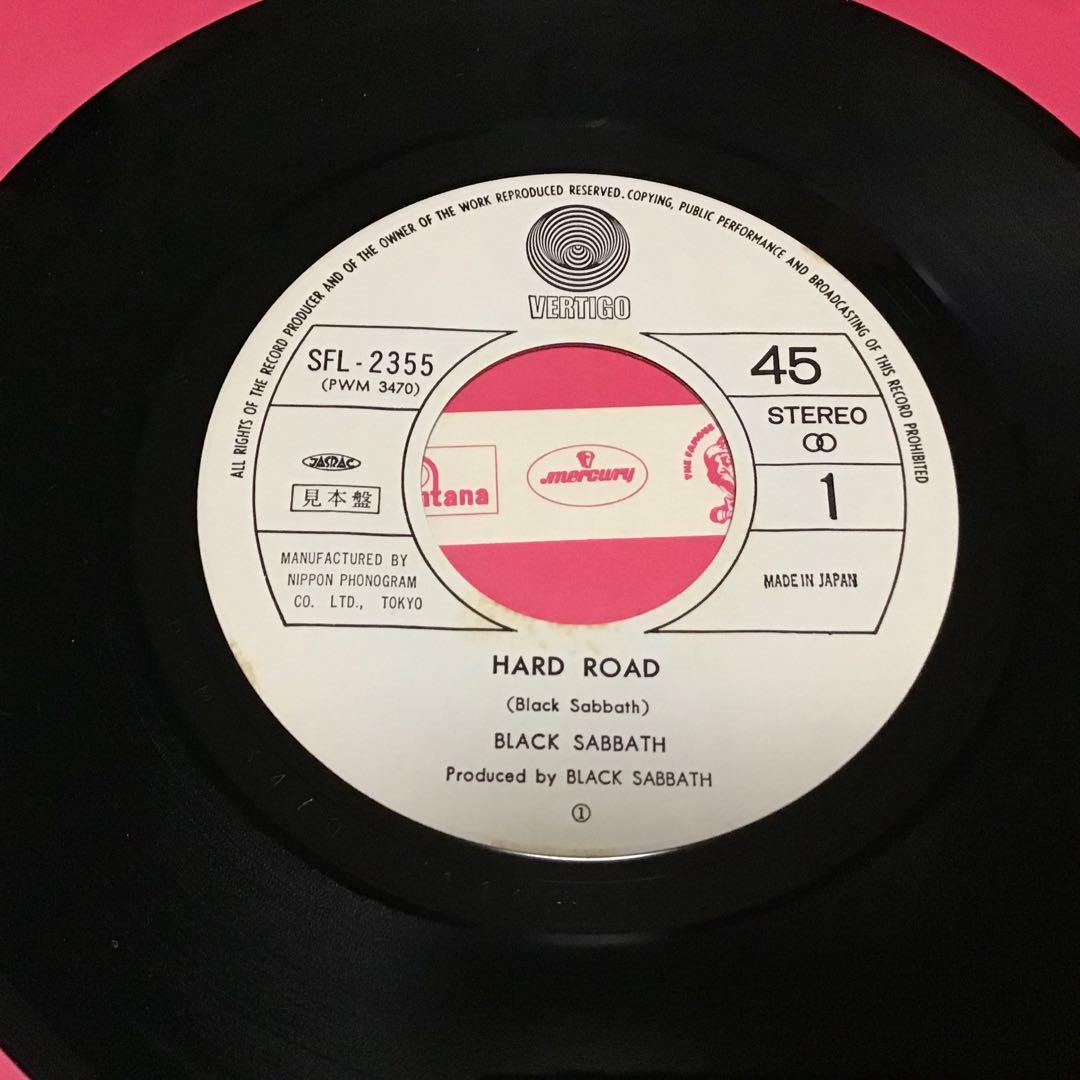 ALL RIGHTS OF THE RECORD PRODUCER AND OF THE OWNER OF THE WORK REPRODUCED RESERVED. COPYING, PUBLIC PERFORMANCE AND BROADCASTING OF THIS RECORD PROHIBITED
VERTIGO
SFL-2355
(PWM 3470)
45
STEREO
JASRAC
見本盤
1
MANUFACTURED BY
NIPPON PHONOGRAM
CO. LTD., TOKYO
MADE IN JAPAN
ntana
mercury
THE FAMOUS
HARD ROAD
(Black Sabbath)
BLACK SABBATH
Produced by BLACK SABBATH
①